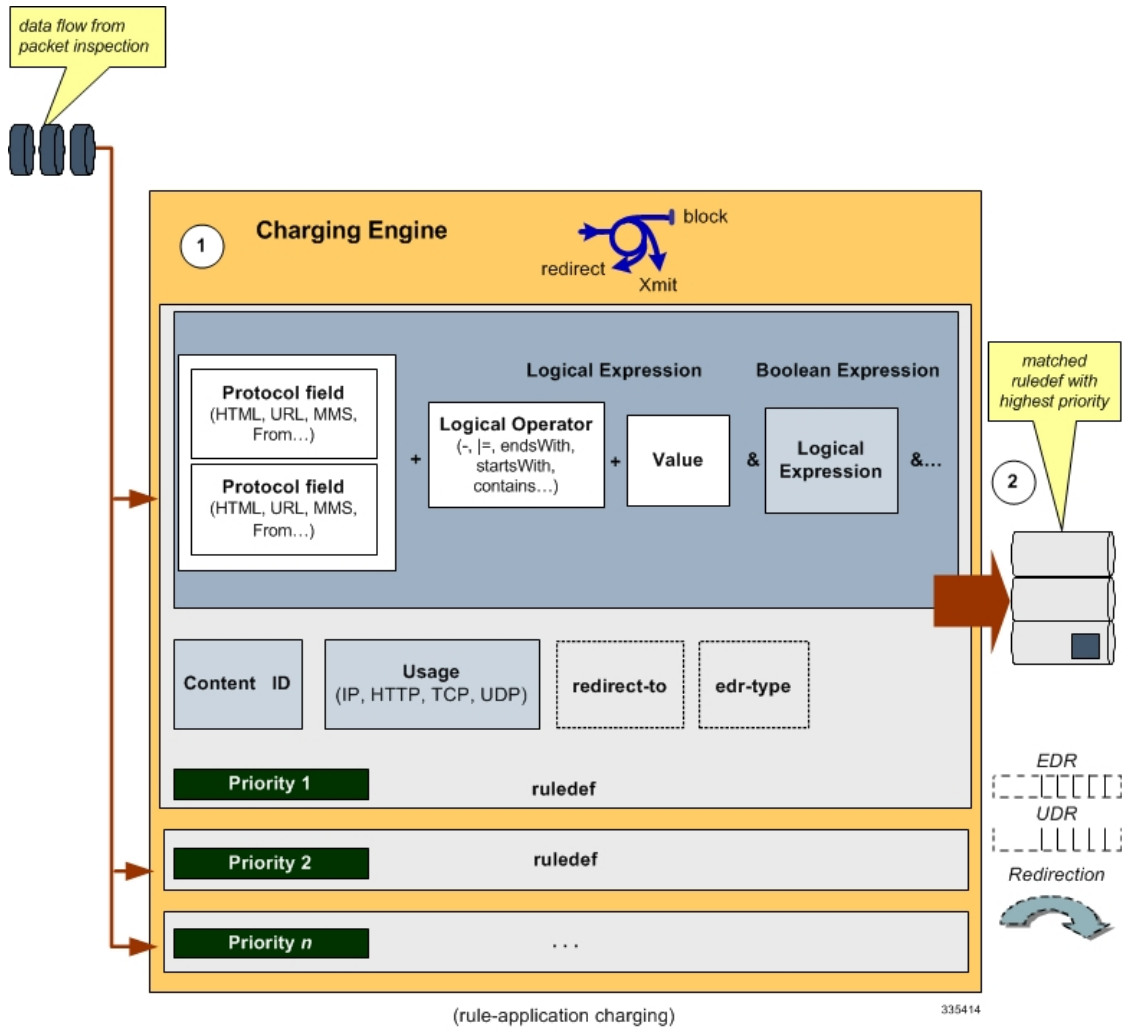 data flow from
packet inspection
1
Charging Engine
block
redirect
Xmit
Logical Expression
Boolean Expression
Protocol field
(HTML, URL, MMS,
From...)
Protocol field
(HTML, URL, MMS,
From...)
+
Logical Operator
(-, |=, endsWith,
startsWith,
contains...)
+
Value
&
Logical
Expression
&...
matched
ruledef with
highest priority
2
Content ID
Usage
(IP, HTTP, TCP, UDP)
redirect-to
edr-type
Priority 1
ruledef
EDR
UDR
Redirection
Priority 2
ruledef
Priority n
...
(rule-application charging)
335414